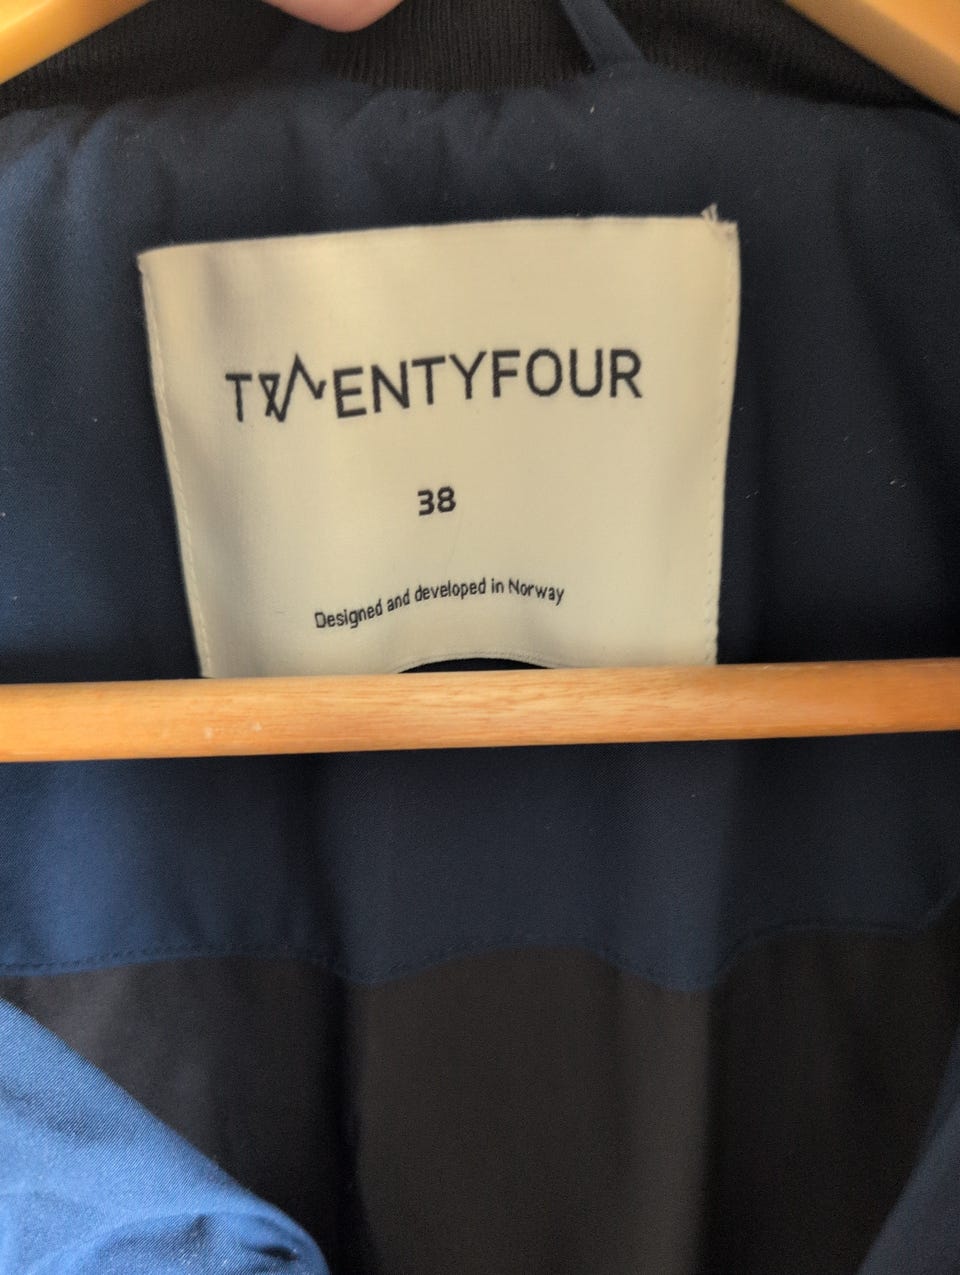 TWENTYFOUR
38
Designed and developed in Norway